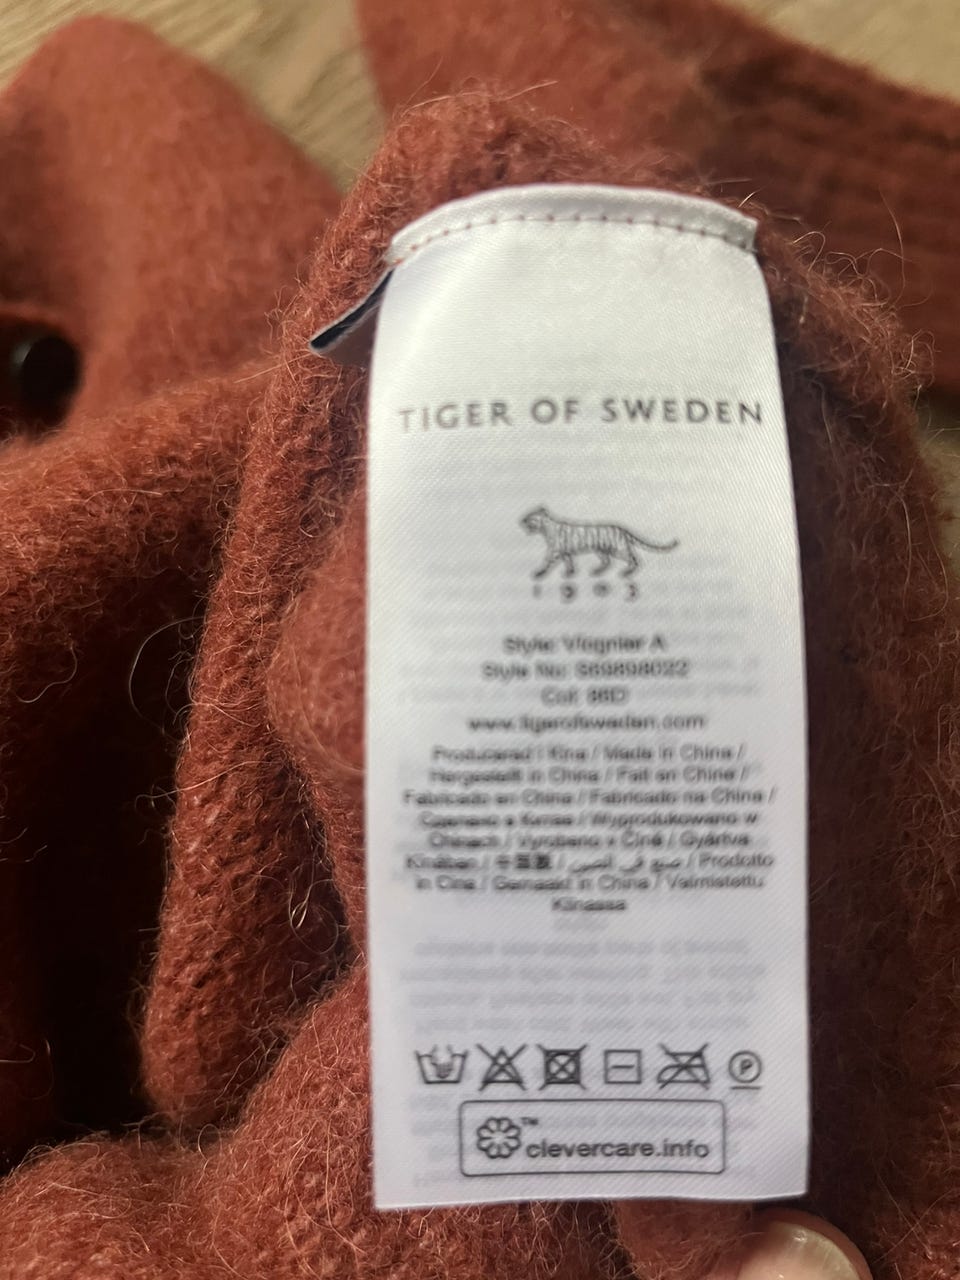 TIGER OF SWEDEN
1903
Style: Viognier A
Style No: S69898022
Col: 86D
www.tigerofsweden.com
Producerad i Kina / Made in China /
Hergestellt in China / Fait en Chine /
Fabricado en China / Fabricado na China /
Сделано в Китае / Wyprodukowano w
Chinach / Vyrobeno v Číně / Gyártva
Kínában / 中国製 / صنع في الصين / Prodotto
in Cina / Gemaakt in China / Valmistettu
Kiinassa
P
™
clevercare.info